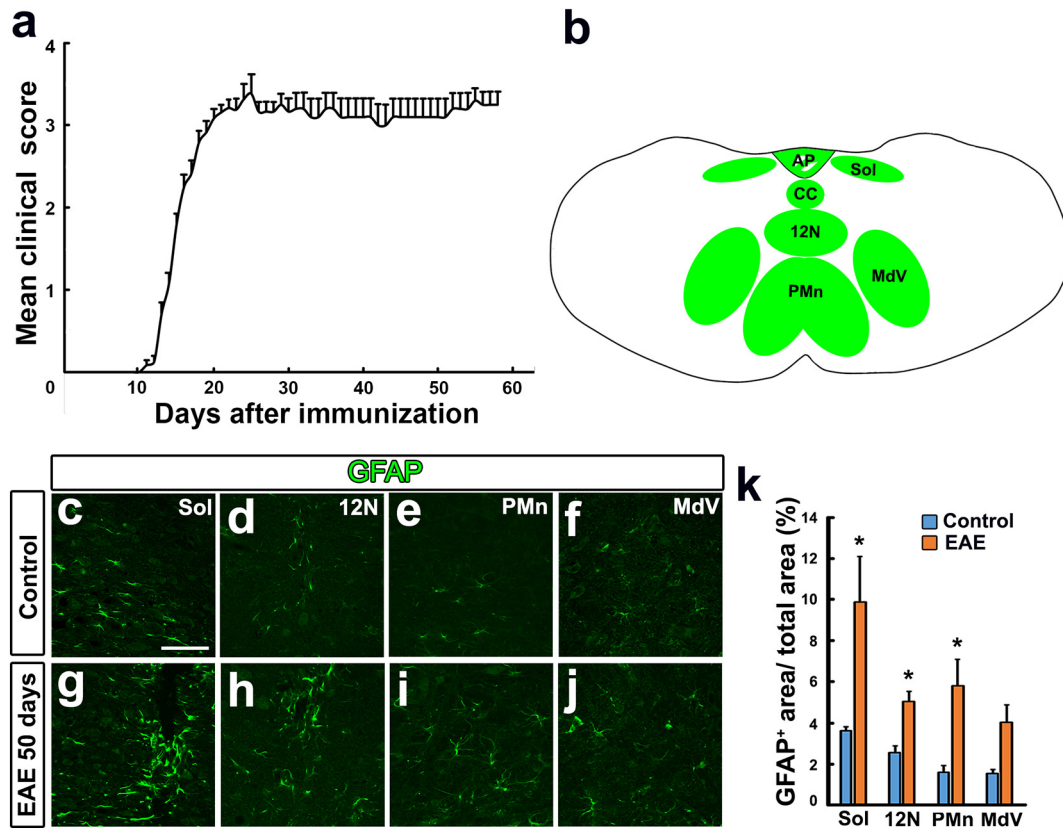 a
Mean clinical score
4
3
2
1
0 10 20 30 40 50 60
Days after immunization
b
AP
Sol
CC
12N
MdV
PMn
GFAP
Control
c Sol
d 12N
e PMn
f MdV
EAE 50 days
g
h
i
j
k
GFAP⁺ area/ total area (%)
14
12
10
8
6
4
2
0
Control
EAE
*
*
*
Sol 12N PMn MdV